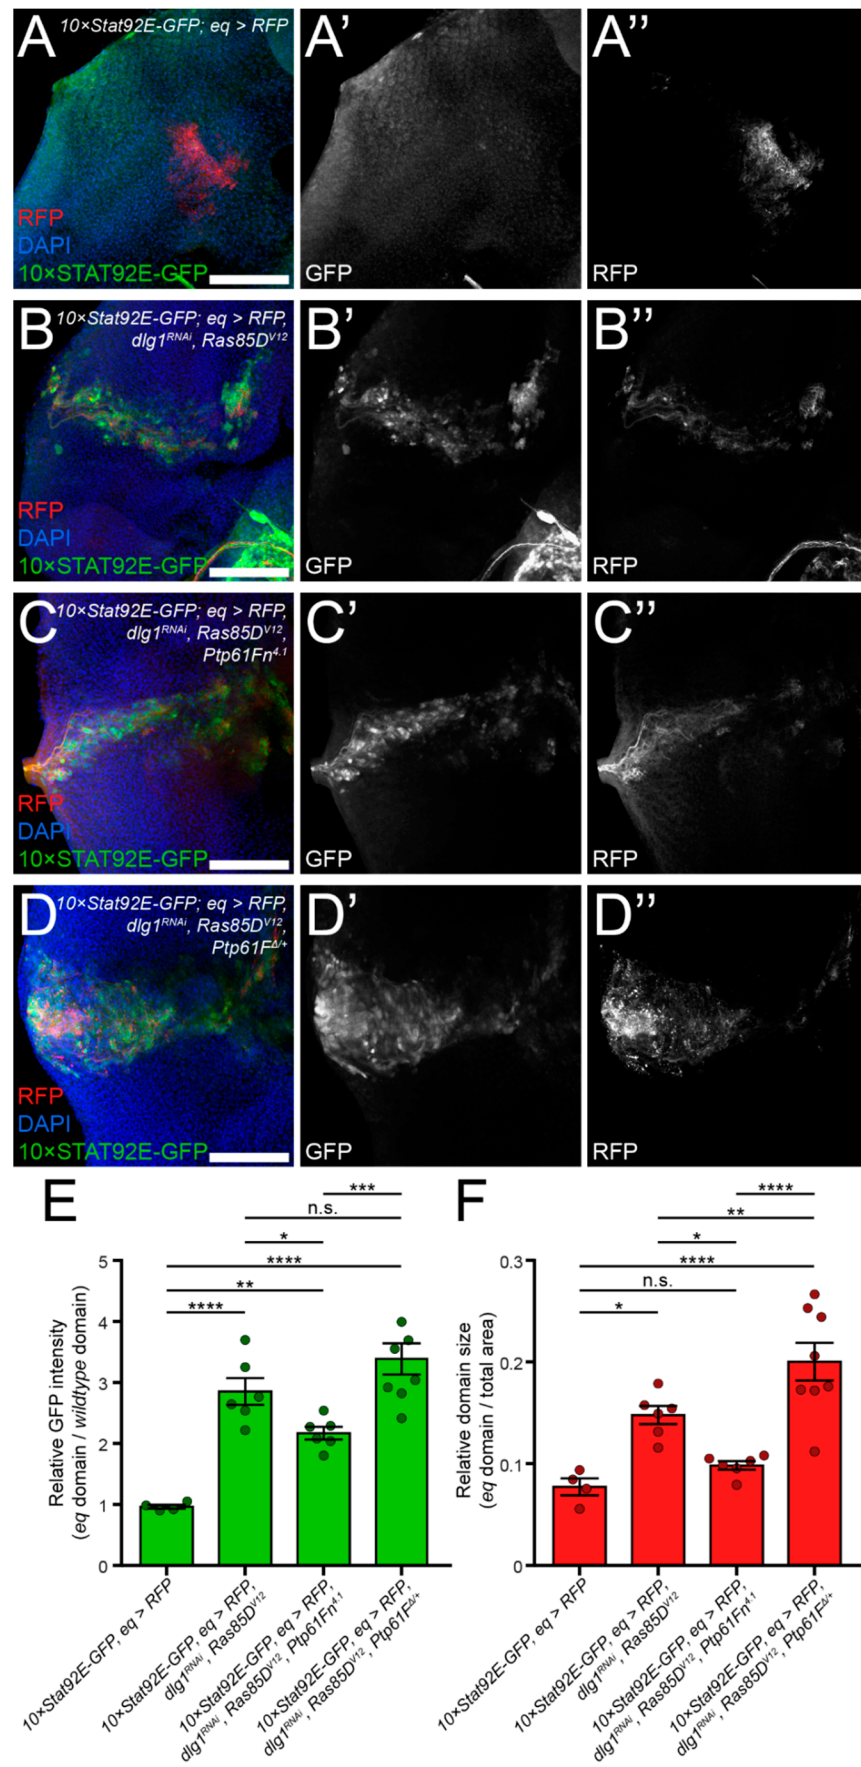 A 10×Stat92E-GFP; eq > RFP
RFP
DAPI
10×STAT92E-GFP
A’
GFP
A’’
RFP
B 10×Stat92E-GFP; eq > RFP,
dlg1RNAi, Ras85DV12
RFP
DAPI
10×STAT92E-GFP
B’
GFP
B’’
RFP
C 10×Stat92E-GFP; eq > RFP,
dlg1RNAi, Ras85DV12,
Ptp61Fn4.1
RFP
DAPI
10×STAT92E-GFP
C’
GFP
C’’
RFP
D 10×Stat92E-GFP; eq > RFP,
dlg1RNAi, Ras85DV12,
Ptp61FΔ/+
RFP
DAPI
10×STAT92E-GFP
D’
GFP
D’’
RFP
E
***
n.s.
*
****
**
****
Relative GFP intensity
(eq domain / wildtype domain)
5
4
3
2
1
0
10×Stat92E-GFP, eq > RFP
10×Stat92E-GFP, eq > RFP,
dlg1RNAi, Ras85DV12
10×Stat92E-GFP, eq > RFP,
dlg1RNAi, Ras85DV12, Ptp61Fn4.1
10×Stat92E-GFP, eq > RFP,
dlg1RNAi, Ras85DV12, Ptp61FΔ/+
F
****
**
*
****
n.s.
*
Relative domain size
(eq domain / total area)
0.3
0.2
0.1
0
10×Stat92E-GFP, eq > RFP
10×Stat92E-GFP, eq > RFP,
dlg1RNAi, Ras85DV12
10×Stat92E-GFP, eq > RFP,
dlg1RNAi, Ras85DV12, Ptp61Fn4.1
10×Stat92E-GFP, eq > RFP,
dlg1RNAi, Ras85DV12, Ptp61FΔ/+